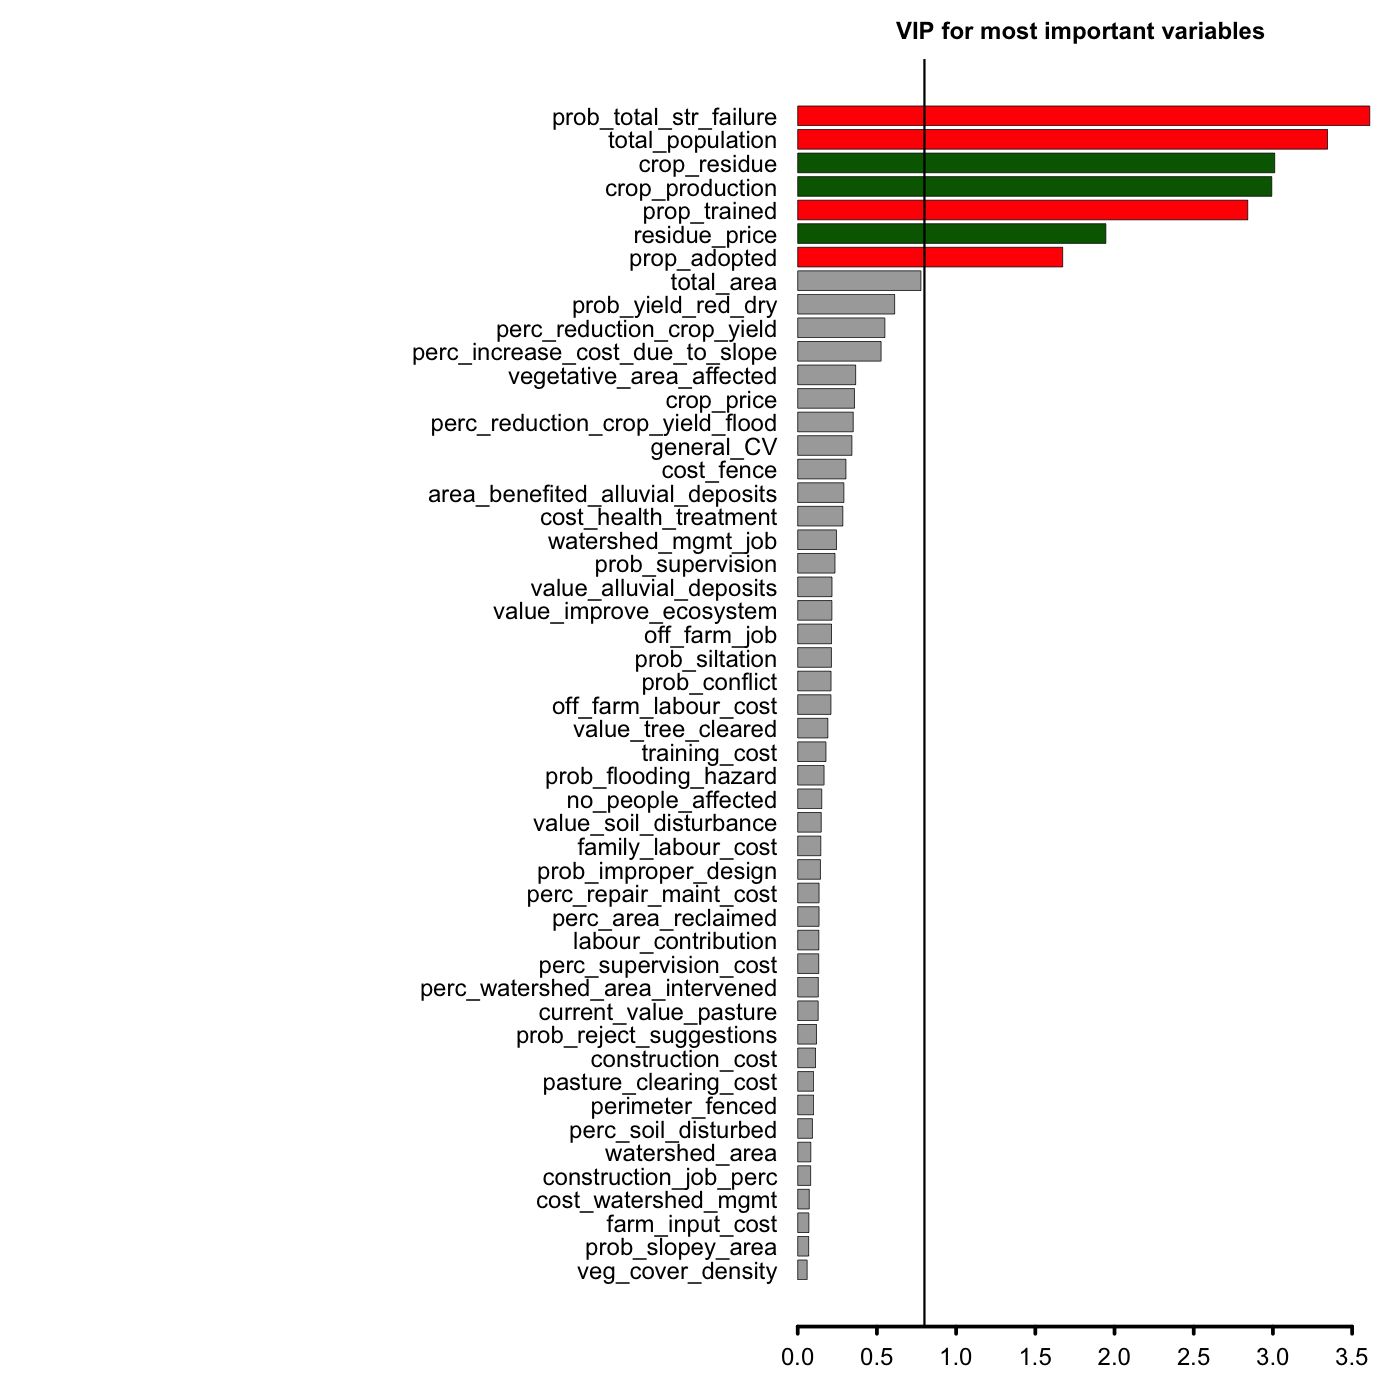 VIP for most important variables
prob_total_str_failure
total_population
crop_residue
crop_production
prop_trained
residue_price
prop_adopted
total_area
prob_yield_red_dry
perc_reduction_crop_yield
perc_increase_cost_due_to_slope
vegetative_area_affected
crop_price
perc_reduction_crop_yield_flood
general_CV
cost_fence
area_benefited_alluvial_deposits
cost_health_treatment
watershed_mgmt_job
prob_supervision
value_alluvial_deposits
value_improve_ecosystem
off_farm_job
prob_siltation
prob_conflict
off_farm_labour_cost
value_tree_cleared
training_cost
prob_flooding_hazard
no_people_affected
value_soil_disturbance
family_labour_cost
prob_improper_design
perc_repair_maint_cost
perc_area_reclaimed
labour_contribution
perc_supervision_cost
perc_watershed_area_intervened
current_value_pasture
prob_reject_suggestions
construction_cost
pasture_clearing_cost
perimeter_fenced
perc_soil_disturbed
watershed_area
construction_job_perc
cost_watershed_mgmt
farm_input_cost
prob_slopey_area
veg_cover_density
0.0 0.5 1.0 1.5 2.0 2.5 3.0 3.5